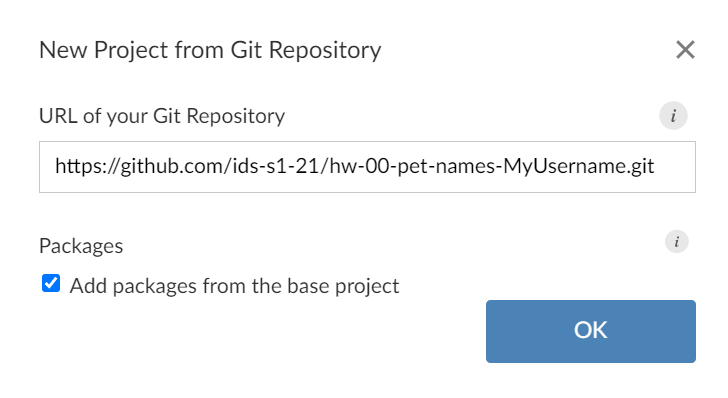 New Project from Git Repository
URL of your Git Repository
i
https://github.com/ids-s1-21/hw-00-pet-names-MyUsername.git
Packages
i
Add packages from the base project
OK